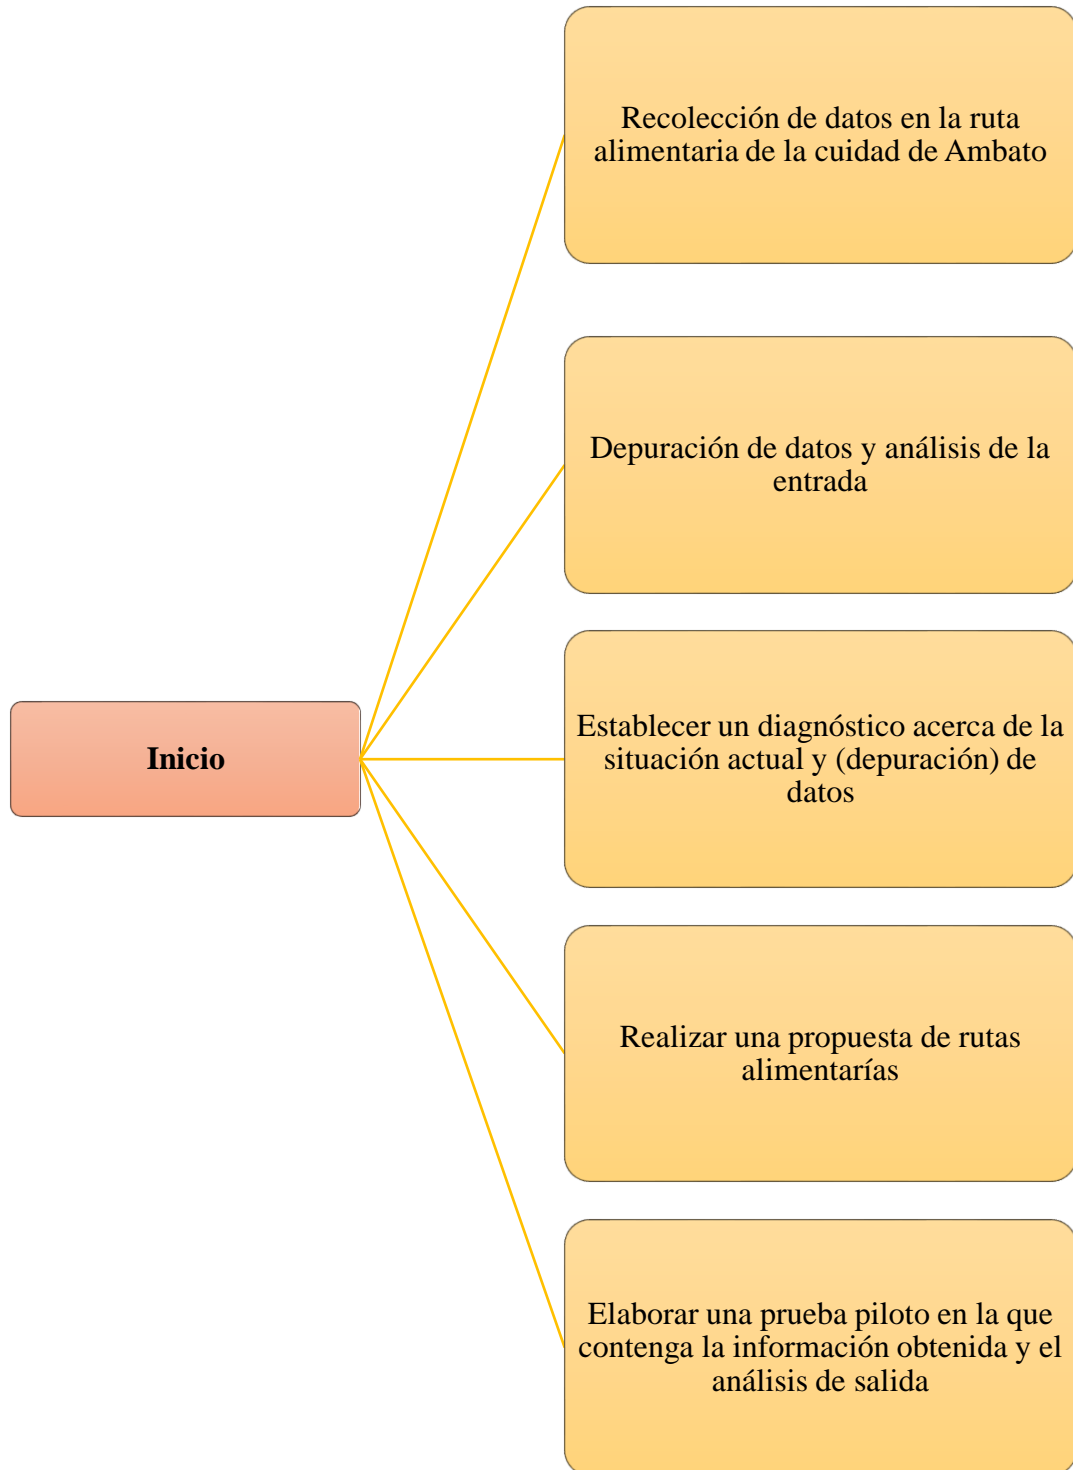 Recolección de datos en la ruta
alimentaria de la cuidad de Ambato
Depuración de datos y análisis de la
entrada
Inicio
Establecer un diagnóstico acerca de la
situación actual y (depuración) de
datos
Realizar una propuesta de rutas
alimentarías
Elaborar una prueba piloto en la que
contenga la información obtenida y el
análisis de salida